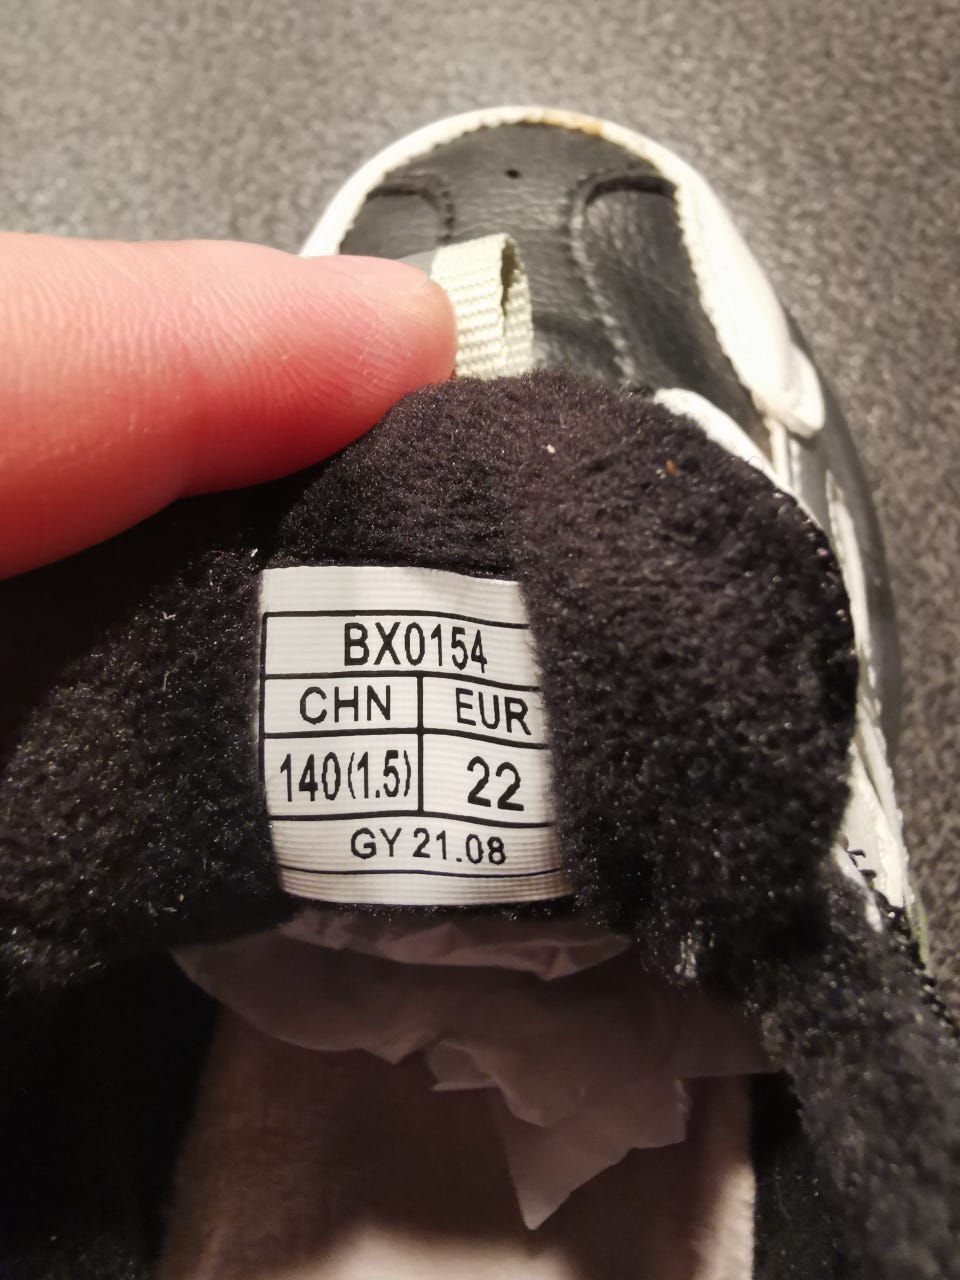 BX0154
CHN EUR
140(1.5) 22
GY 21.08